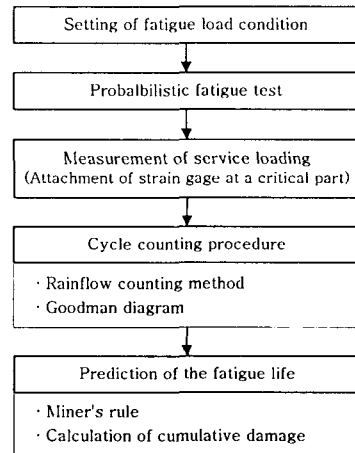 Setting of fatigue load condition
Probalbilistic fatigue test
Measurement of service loading
(Attachment of strain gage at a critical part)
Cycle counting procedure
· Rainflow counting method
· Goodman diagram
Prediction of the fatigue life
· Miner's rule
· Calculation of cumulative damage